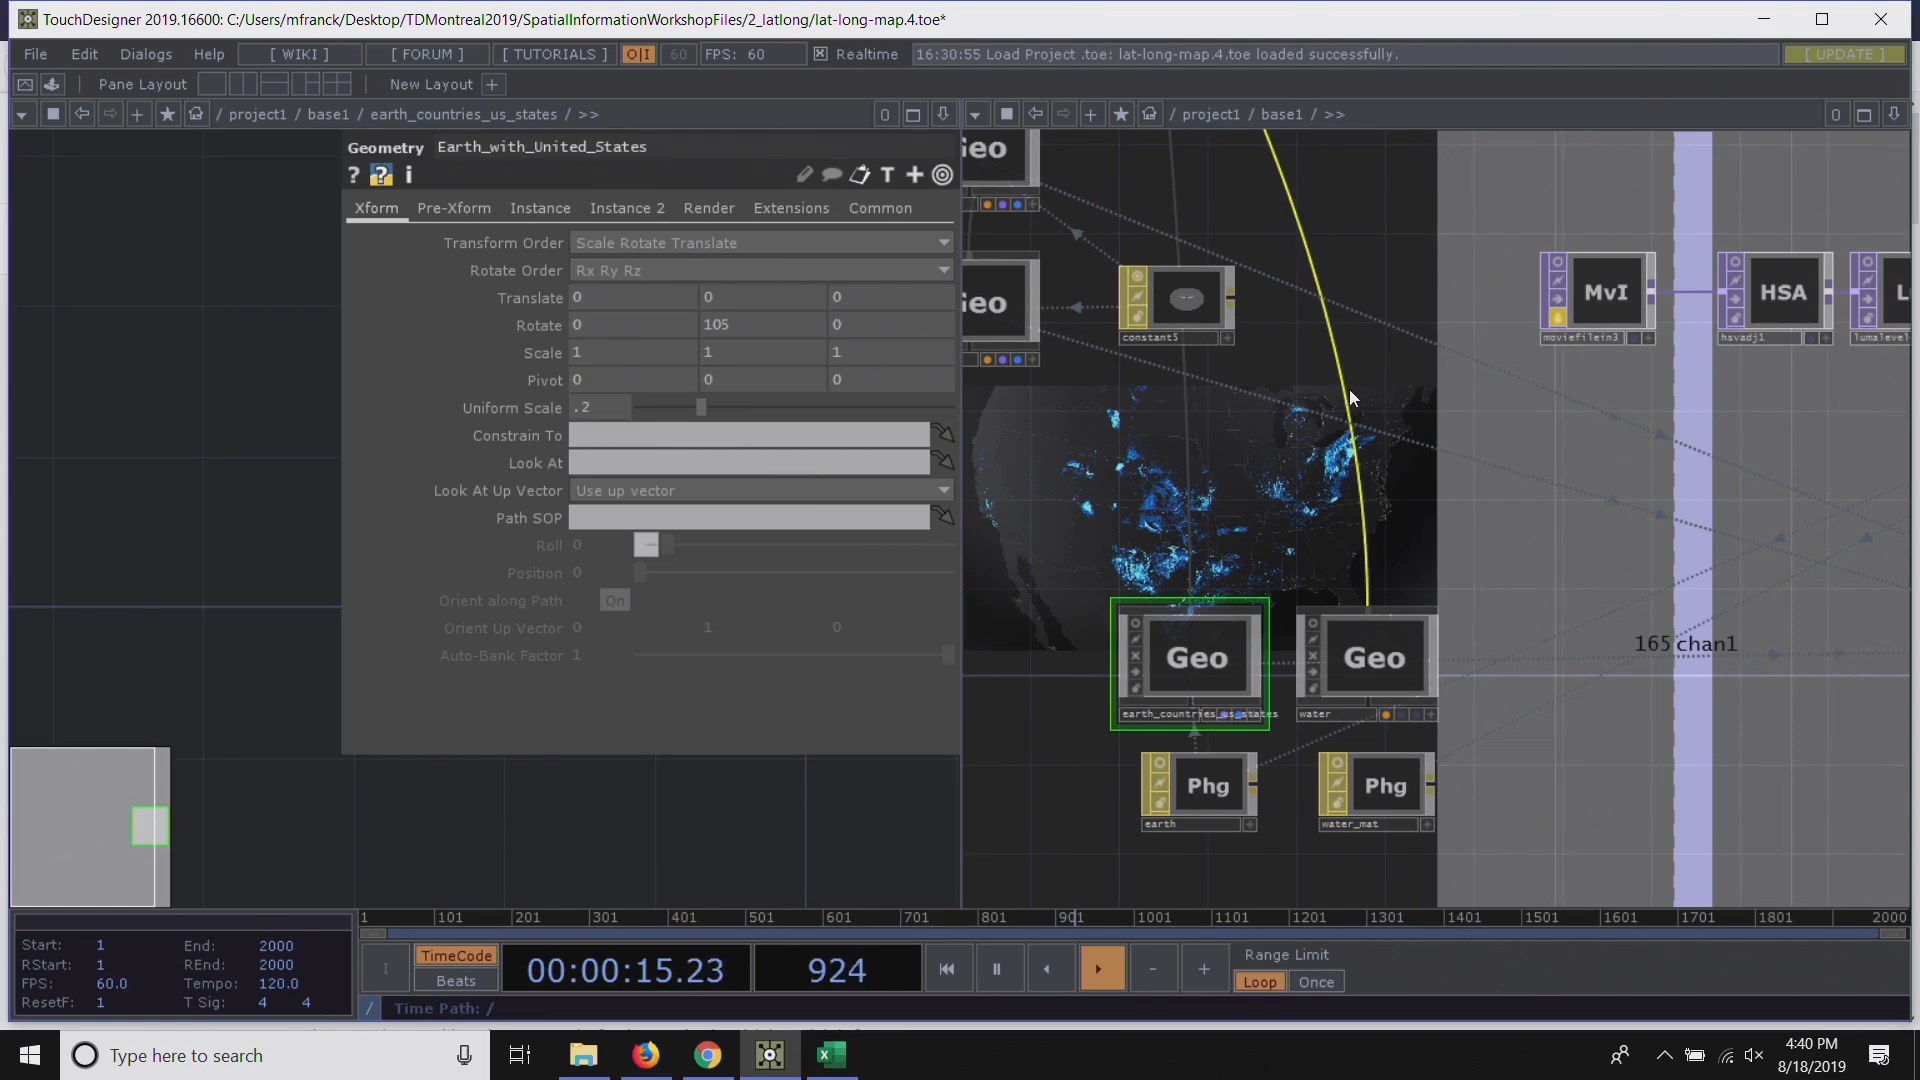 TouchDesigner 2019.16600: C:/Users/mfranck/Desktop/TDMontreal2019/SpatialInformationWorkshopFiles/2_latlong/lat-long-map.4.toe*
File Edit Dialogs Help [ WIKI ] [ FORUM ] [ TUTORIALS ] O|I 60 FPS: 60 Realtime 16:30:55 Load Project .toe: lat-long-map.4.toe loaded successfully. [ UPDATE ]
Pane Layout New Layout +
/ project1 / base1 / earth_countries_us_states / >> 0
/ project1 / base1 / >> 0
Geometry Earth_with_United_States
? ? i T
Xform Pre-Xform Instance Instance 2 Render Extensions Common
Transform Order Scale Rotate Translate
Rotate Order Rx Ry Rz
Translate 0 0 0
Rotate 0 105 0
Scale 1 1 1
Pivot 0 0 0
Uniform Scale .2
Constrain To
Look At
Look At Up Vector Use up vector
Path SOP
Roll 0
Position 0
Orient along Path On
Orient Up Vector 0 1 0
Auto-Bank Factor 1
Geo
Geo
constant5
MvI
moviefilein3
HSA
hsvadj1
lumalevel
165 chan1
Geo
earth_countries_us_states
Geo
water
Phg
earth
Phg
water_mat
1 101 201 301 401 501 601 701 801 901 1001 1101 1201 1301 1401 1501 1601 1701 1801 2000
Start: 1 End: 2000
RStart: 1 REnd: 2000
FPS: 60.0 Tempo: 120.0
ResetF: 1 T Sig: 4 4
I TimeCode
Beats
00:00:15.23 924
- +
Range Limit
Loop Once
/ Time Path: /
Type here to search
4:40 PM
8/18/2019